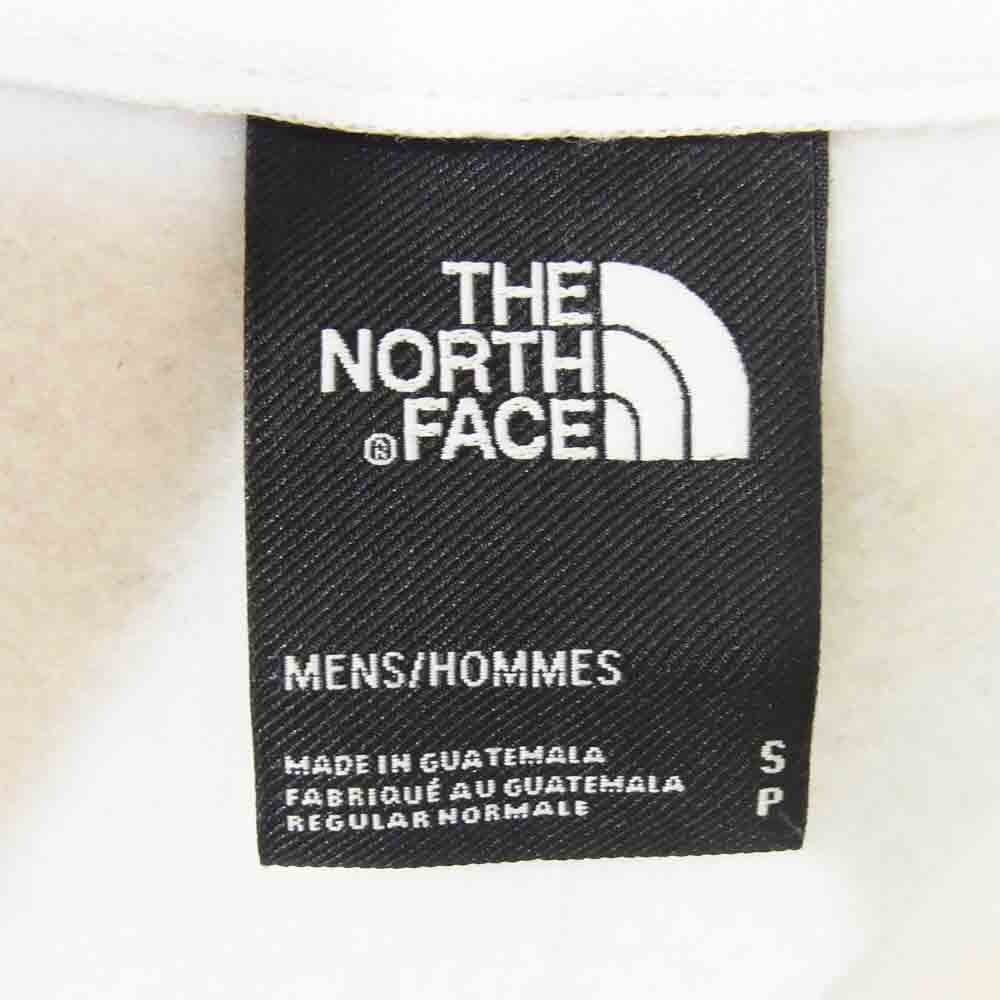 THE
NORTH
® FACE
MENS/HOMMES
MADE IN GUATEMALA
FABRIQUÉ AU GUATEMALA
REGULAR NORMALE
S
P